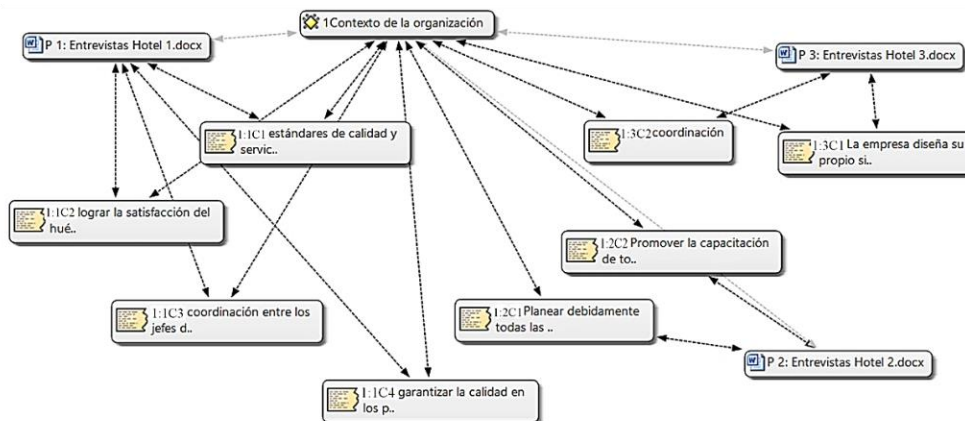 1Contexto de la organización
P 1: Entrevistas Hotel 1.docx
P 3: Entrevistas Hotel 3.docx
1:1C1 estándares de calidad y
servic..
1:3C2coordinación
1:3C1 La empresa diseña su
propio si..
1:1C2 lograr la satisfacción del
hué..
1:2C2 Promover la capacitación
de to..
1:1C3 coordinación entre los
jefes d..
1:2C1Planear debidamente
todas las ..
P 2: Entrevistas Hotel 2.docx
1:1C4 garantizar la calidad en
los p..